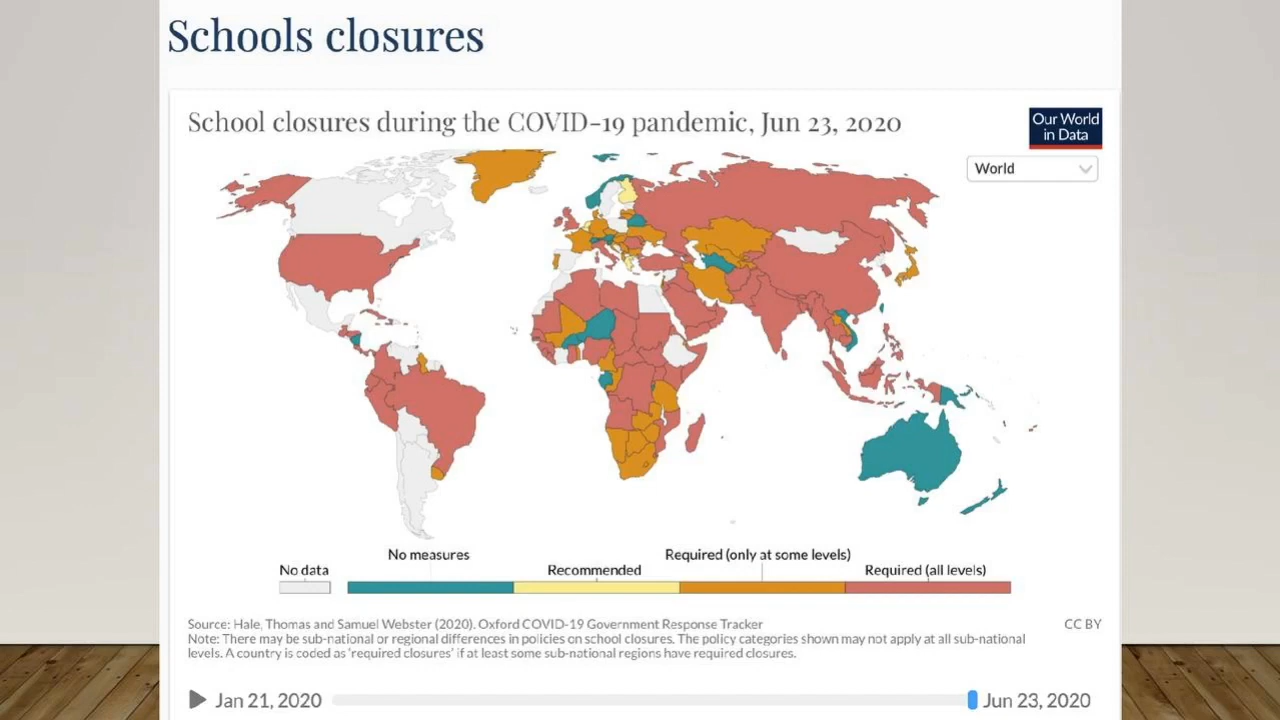 Schools closures
School closures during the COVID-19 pandemic, Jun 23, 2020
Our World
in Data
World
No measures
Required (only at some levels)
No data
Recommended
Required (all levels)
Source: Hale, Thomas and Samuel Webster (2020). Oxford COVID-19 Government Response Tracker
CC BY
Note: There may be sub-national or regional differences in policies on school closures. The policy categories shown may not apply at all sub-national
levels. A country is coded as 'required closures' if at least some sub-national regions have required closures.
Jan 21, 2020
Jun 23, 2020